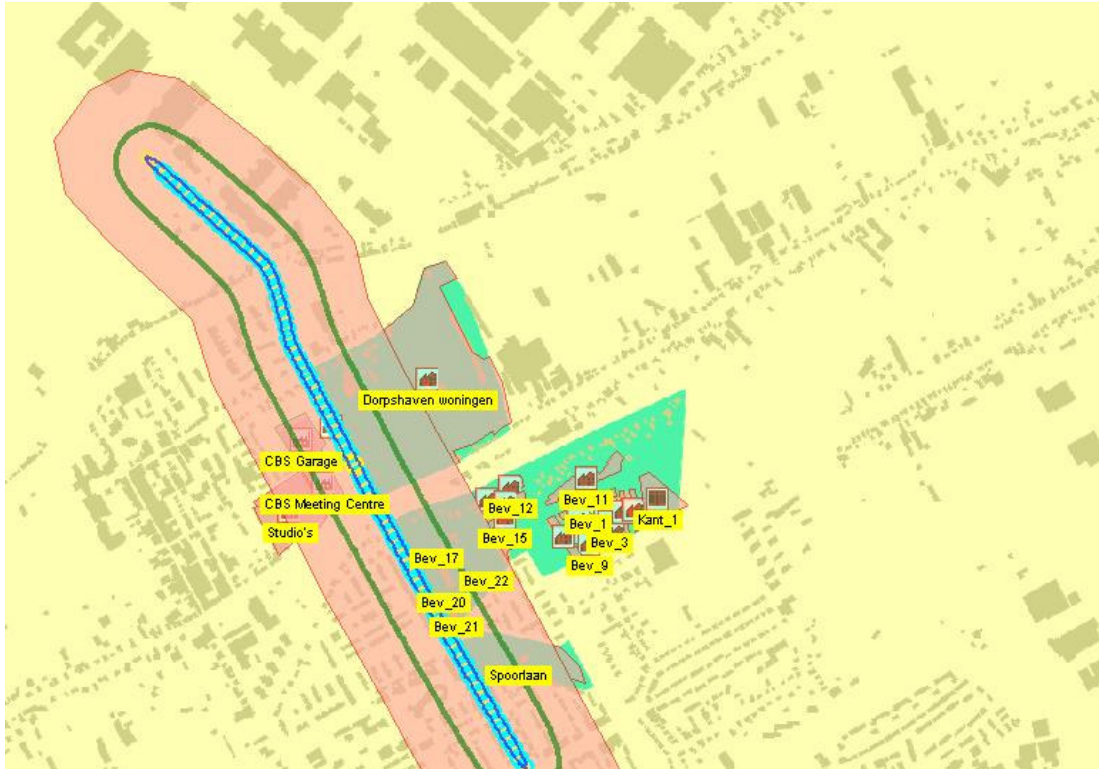 Dorpshaven woningen
CBS Garage
CBS Meeting Centre
Studio's
Bev_12
Bev_11
Kant_1
Bev_1
Bev_15
Bev_3
Bev_9
Bev_17
Bev_22
Bev_20
Bev_21
Spoorlaan